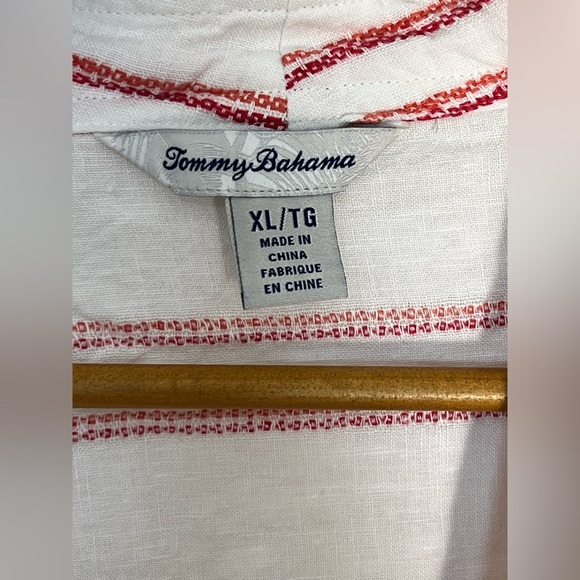 Tommy Bahama
XL/TG
MADE IN
CHINA
FABRIQUE
EN CHINE